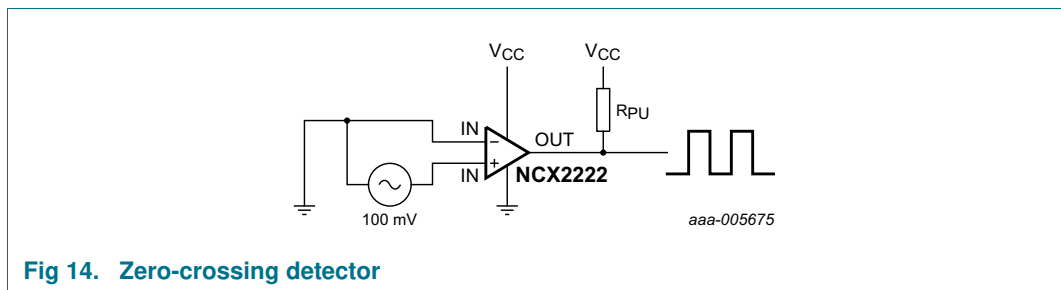 VCC VCC
RPU
IN − OUT
IN + NCX2222
100 mV aaa-005675
Fig 14. Zero-crossing detector